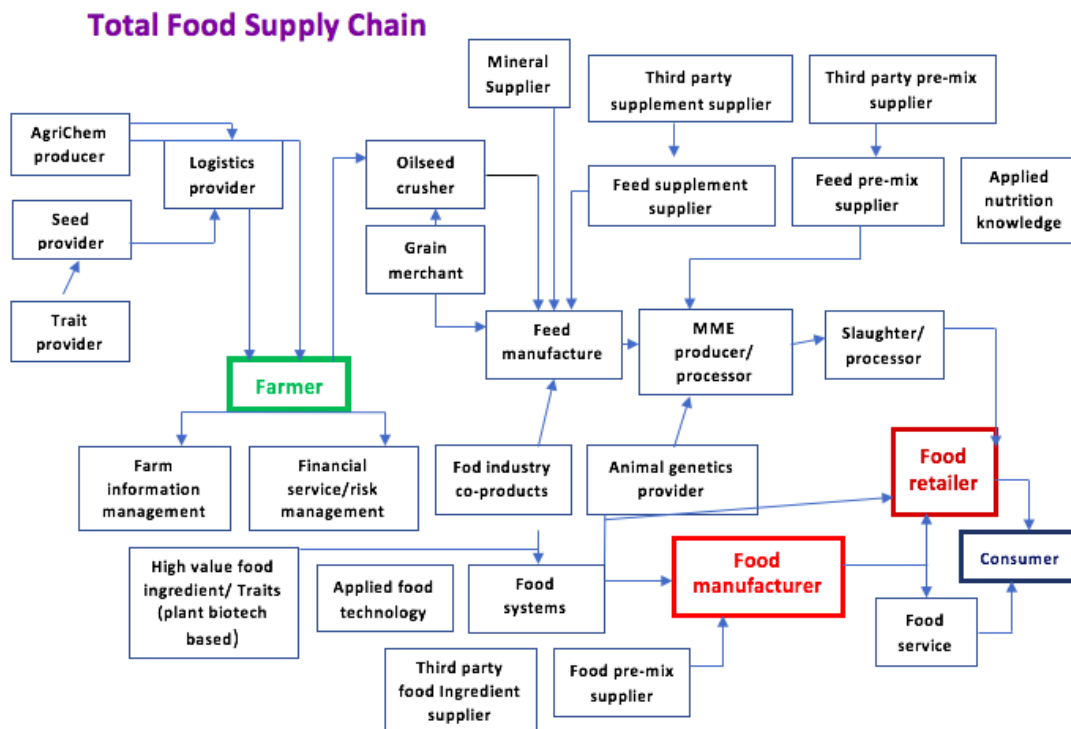 Total Food Supply Chain
Mineral
Supplier
Third party
supplement supplier
Third party pre-mix
supplier
AgriChem
producer
Logistics
provider
Oilseed
crusher
Feed supplement
supplier
Feed pre-mix
supplier
Applied
nutrition
knowledge
Seed
provider
Grain
merchant
Trait
provider
Feed
manufacture
MME
producer/
processor
Slaughter/
processor
Farmer
Farm
information
management
Financial
service/risk
management
Fod industry
co-products
Animal genetics
provider
Food
retailer
High value food
ingredient/ Traits
(plant biotech
based)
Applied food
technology
Food
systems
Food
manufacturer
Consumer
Food
service
Third party
food Ingredient
supplier
Food pre-mix
supplier